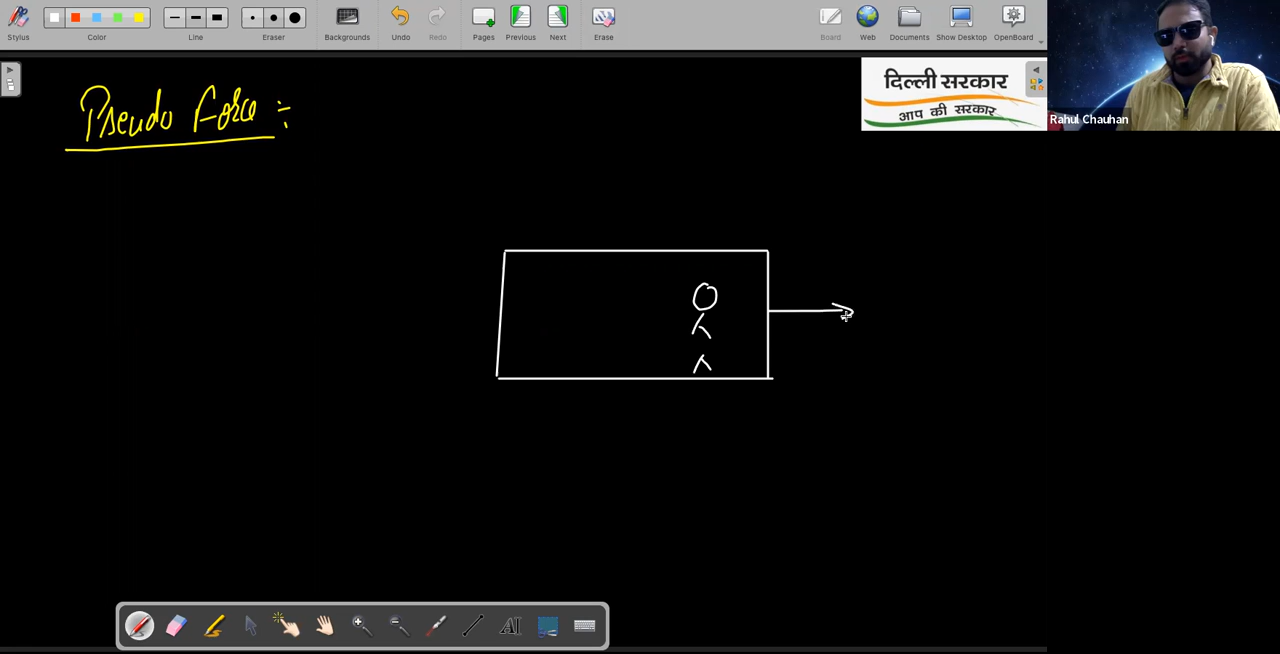 Color
Line
Eraser
Stylus
Backgrounds
Undo
Redo
Pages
Previous
Next
Erase
Board
Web
Documents
Show Desktop
OpenBoard
Pseudo Force :-
दिल्ली सरकार
आप की सरकार
Rahul Chauhan
AI